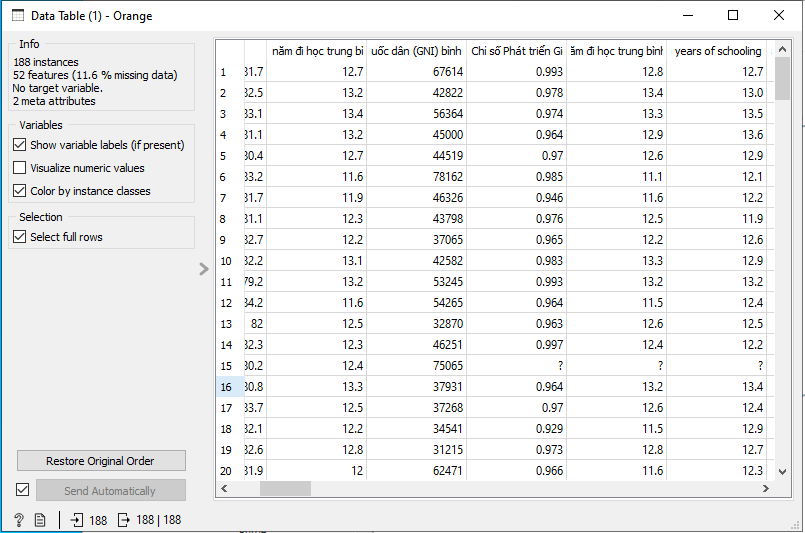 Data Table (1) - Orange
Info
188 instances
52 features (11.6 % missing data)
No target variable.
2 meta attributes
Variables
Show variable labels (if present)
Visualize numeric values
Color by instance classes
Selection
Select full rows
Restore Original Order
Send Automatically
188
188 | 188
năm đi học trung bì uốc dân (GNI) bình Chỉ số Phát triển Gi ăm đi học trung bình years of schooling
1 31.7 12.7 67614 0.993 12.8 12.7
2 32.5 13.2 42822 0.978 13.4 13.0
3 33.1 13.4 56364 0.974 13.3 13.5
4 31.1 13.2 45000 0.964 12.9 13.6
5 30.4 12.7 44519 0.97 12.6 12.9
6 33.2 11.6 78162 0.985 11.1 12.1
7 31.7 11.9 46326 0.946 11.6 12.2
8 31.1 12.3 43798 0.976 12.5 11.9
9 32.7 12.2 37065 0.965 12.2 12.6
10 32.2 13.1 42582 0.983 13.3 12.9
11 79.2 13.2 53245 0.993 13.2 13.2
12 34.2 11.6 54265 0.964 11.5 12.4
13 82 12.5 32870 0.963 12.6 12.5
14 32.3 12.3 46251 0.997 12.4 12.2
15 30.2 12.4 75065 ? ? ?
16 30.8 13.3 37931 0.964 13.2 13.4
17 33.7 12.5 37268 0.97 12.6 12.4
18 32.1 12.2 34541 0.929 11.5 12.9
19 32.6 12.8 31215 0.973 12.8 12.7
20 31.9 12 62471 0.966 11.6 12.3